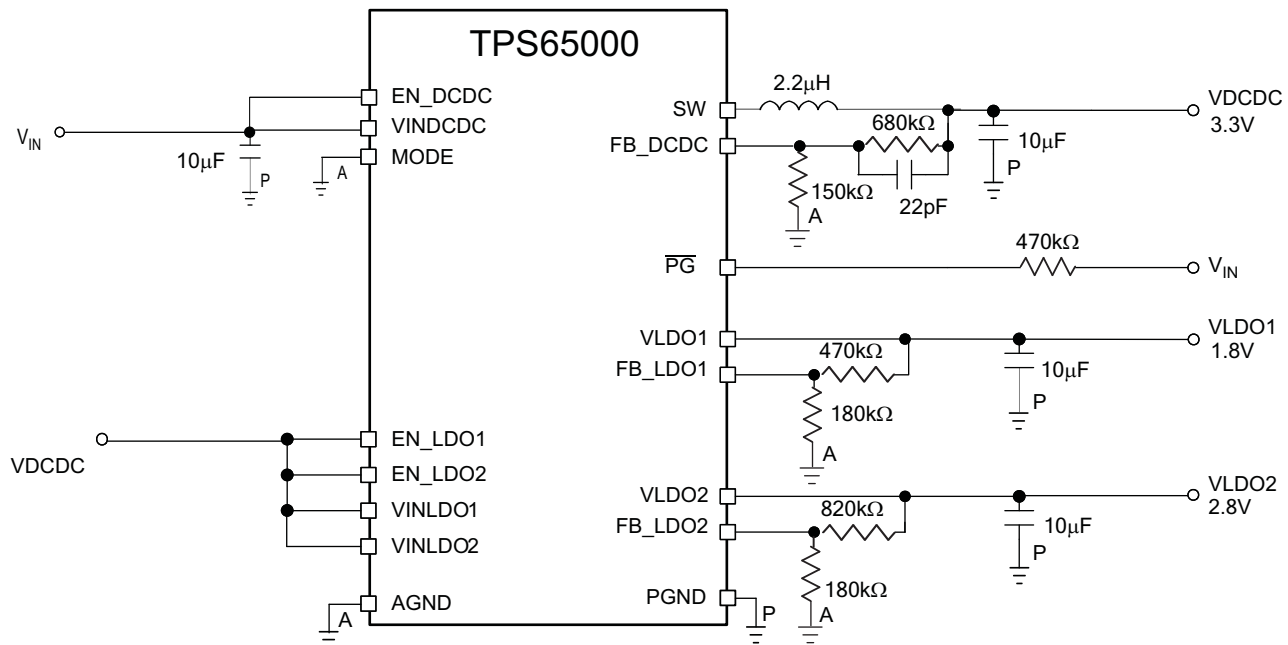 TPS65000
EN_DCDC
VINDCDC
MODE
V_IN
10μF
P
A
SW
2.2μH
VDCDC
3.3V
FB_DCDC
680kΩ
10μF
P
150kΩ
22pF
A
PG
470kΩ
V_IN
VLDO1
VLDO1
1.8V
470kΩ
FB_LDO1
10μF
180kΩ
P
A
VDCDC
EN_LDO1
EN_LDO2
VINLDO1
VINLDO2
VLDO2
VLDO2
2.8V
820kΩ
FB_LDO2
10μF
P
180kΩ
A
AGND
A
PGND
P